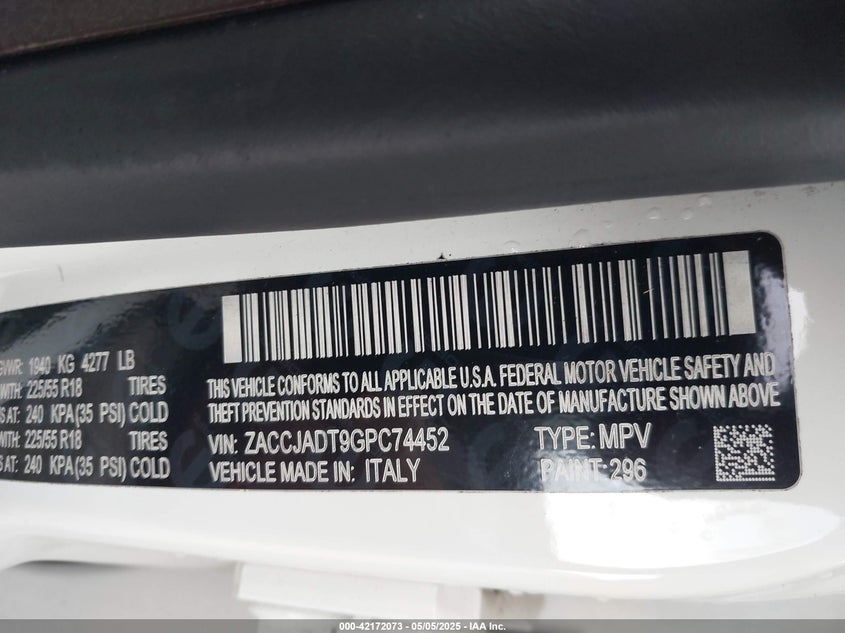 GVWR: 1940 KG 4277 LB
WITH: 225/55 R18 TIRES
AT: 240 KPA (35 PSI) COLD
WITH: 225/55 R18 TIRES
S AT: 240 KPA (35 PSI) COLD
THIS VEHICLE CONFORMS TO ALL APPLICABLE U.S.A. FEDERAL MOTOR VEHICLE SAFETY AND
THEFT PREVENTION STANDARDS IN EFFECT ON THE DATE OF MANUFACTURE SHOWN ABOVE
VIN: ZACCJADT9GPC74452 TYPE: MPV
VEHICLE MADE IN: ITALY PAINT: 296
000-42172073 - 05/05/2025 - IAA Inc.